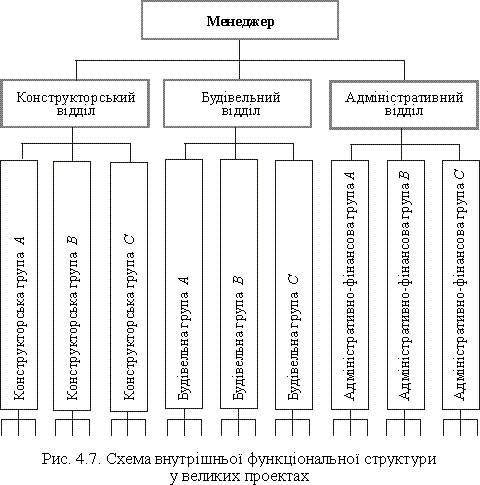 Менеджер
Конструкторський
відділ
Будівельний
відділ
Адміністративний
відділ
Конструкторська група A
Конструкторська група B
Конструкторська група C
Будівельна група A
Будівельна група B
Будівельна група C
Адміністративно-фінансова група A
Адміністративно-фінансова група B
Адміністративно-фінансова група C
Рис. 4.7. Схема внутрішньої функціональної структури
у великих проектах